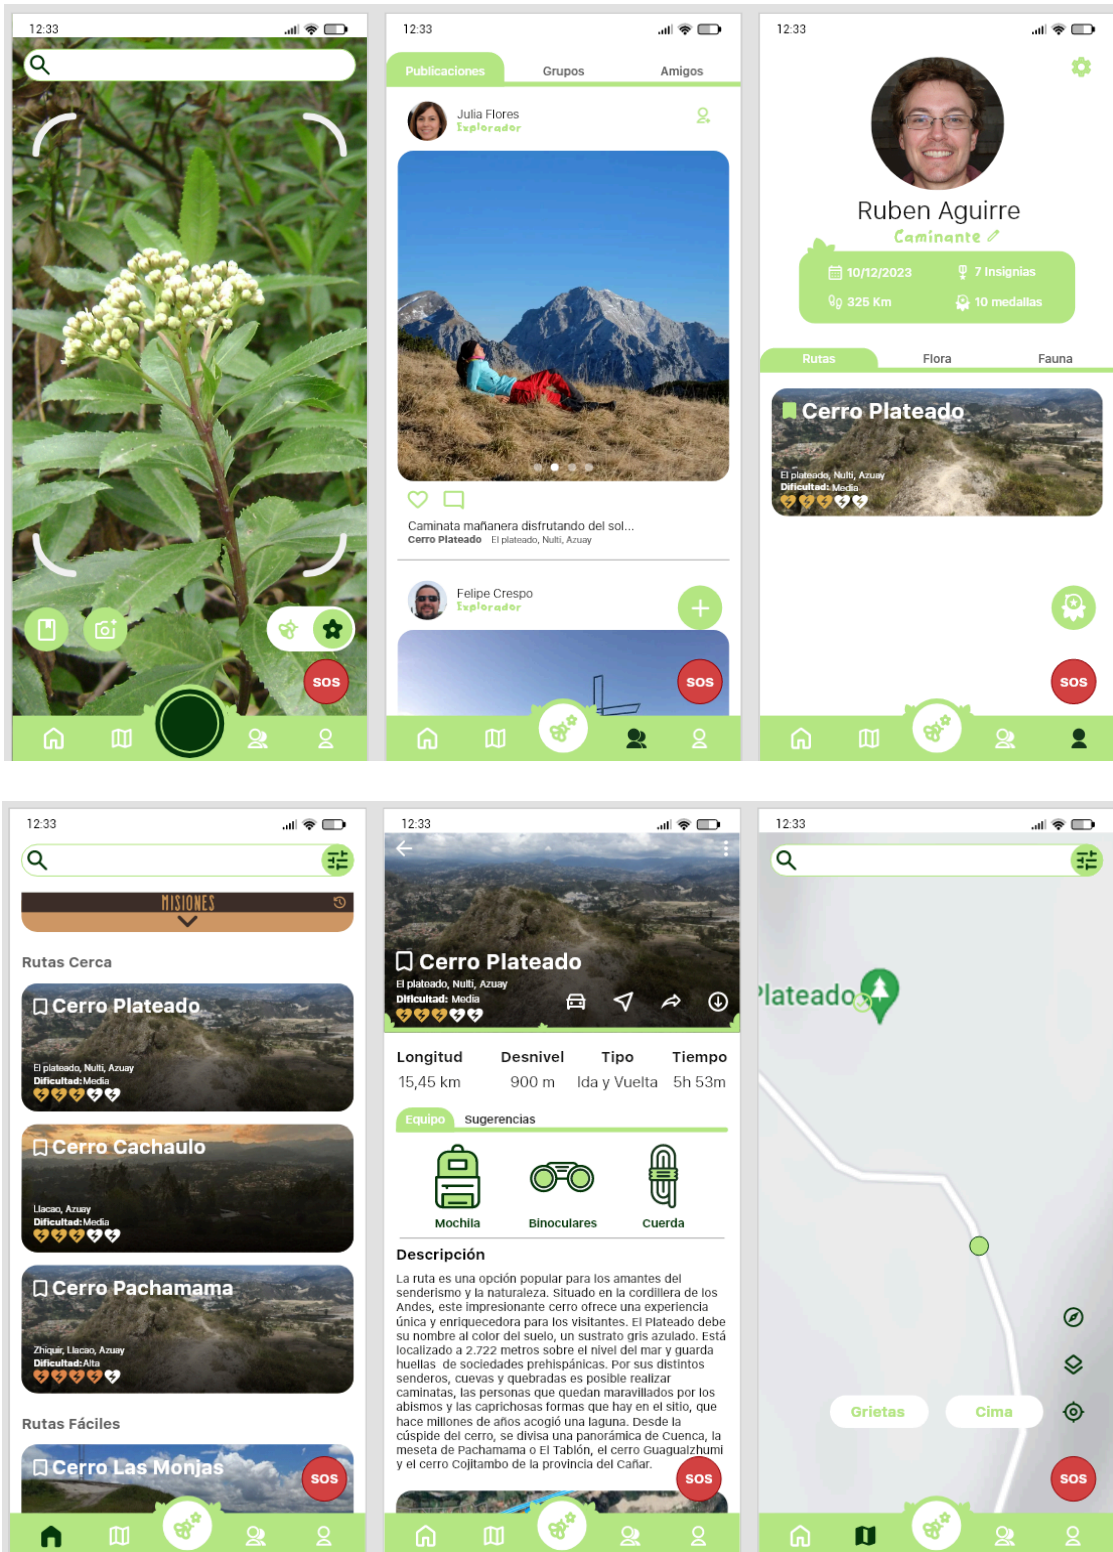 12:33
SOS
12:33
Publicaciones Grupos Amigos
Julia Flores
Explorador
Caminata mañanera disfrutando del sol...
Cerro Plateado El plateado, Nulti, Azuay
Felipe Crespo
Explorador
SOS
12:33
Ruben Aguirre
Caminante
10/12/2023 7 Insignias
325 Km 10 medallas
Rutas Flora Fauna
Cerro Plateado
El plateado, Nulti, Azuay
Dificultad: Media
SOS
12:33
MISIONES
Rutas Cerca
Cerro Plateado
El plateado, Nulti, Azuay
Dificultad:Media
Cerro Cachaulo
Llacao, Azuay
Dificultad:Media
Cerro Pachamama
Zhiquir, Llacao, Azuay
Dificultad:Alta
Rutas Fáciles
Cerro Las Monjas
SOS
12:33
Cerro Plateado
El plateado, Nulti, Azuay
Dificultad: Media
Longitud Desnivel Tipo Tiempo
15,45 km 900 m Ida y Vuelta 5h 53m
Equipo Sugerencias
Mochila Binoculares Cuerda
Descripción
La ruta es una opción popular para los amantes del
senderismo y la naturaleza. Situado en la cordillera de los
Andes, este impresionante cerro ofrece una experiencia
única y enriquecedora para los visitantes. El Plateado debe
su nombre al color del suelo, un sustrato gris azulado. Está
localizado a 2.722 metros sobre el nivel del mar y guarda
huellas de sociedades prehispánicas. Por sus distintos
senderos, cuevas y quebradas es posible realizar
caminatas, las personas que quedan maravillados por los
abismos y las caprichosas formas que hay en el sitio, que
hace millones de años acogió una laguna. Desde la
cúspide del cerro, se divisa una panorámica de Cuenca, la
meseta de Pachamama o El Tablón, el cerro Guagualzhumi
y el cerro Cojitambo de la provincia del Cañar.
SOS
12:33
Plateado
Grietas Cima
SOS